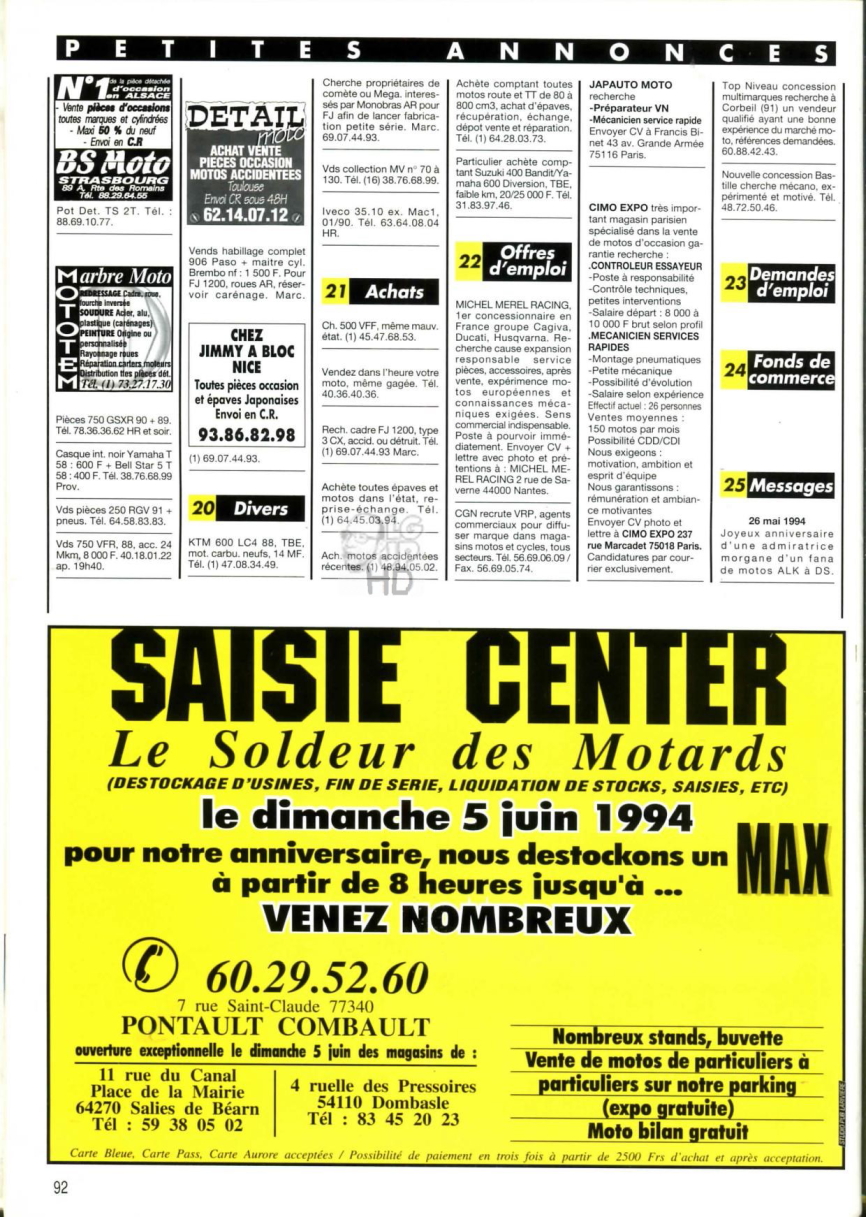 PETITES ANNONCES
N°1 de la pièce détachée
d'occasion
en ALSACE
- Vente pièces d'occasions
toutes marques et cylindrées
- Maxi 50 % du neuf
- Envoi en C.R
BS Moto
STRASBOURG
89 A, Rte des Romains
Tél. 88.29.64.55
Pot Det. TS 2T. Tél. :
88.69.10.77.
Marbre Moto
MOTOTEM
REDRESSAGE Cadre, roue,
fourche inversée
SOUDURE Acier, alu,
plastique (carénages)
PEINTURE Origine ou
personnalisée
Rayonnage roues
Réparation carters moteurs
Distribution ttes pièces dét.
Tél. (1) 73.27.17.30
Pièces 750 GSXR 90 + 89.
Tél. 78.36.36.62 HR et soir.
Casque int. noir Yamaha T
58 : 600 F + Bell Star 5 T
58 : 400 F. Tél. 38.76.68.99
Prov.
Vds pièces 250 RGV 91 +
pneus. Tél. 64.58.83.83.
Vds 750 VFR, 88, acc. 24
Mkm, 8 000 F. 40.18.01.22
ap. 19h40.
DETAIL
moto
ACHAT VENTE
PIECES OCCASION
MOTOS ACCIDENTEES
Toulouse
Envoi CR sous 48H
62.14.07.12
Vends habillage complet
906 Paso + maitre cyl.
Brembo nf : 1 500 F. Pour
FJ 1200, roues AR, réser-
voir carénage. Marc.
CHEZ
JIMMY A BLOC
NICE
Toutes pièces occasion
et épaves Japonaises
Envoi en C.R.
93.86.82.98
(1) 69.07.44.93.
20 Divers
KTM 600 LC4 88, TBE,
mot. carbu. neufs, 14 MF.
Tél. (1) 47.08.34.49.
Cherche propriétaires de
comète ou Mega. interes-
sés par Monobras AR pour
FJ afin de lancer fabrica-
tion petite série. Marc.
69.07.44.93.
Vds collection MV n° 70 à
130. Tél. (16) 38.76.68.99.
Iveco 35.10 ex. Mac1,
01/90. Tél. 63.64.08.04
HR.
21 Achats
Ch. 500 VFF, même mauv.
état. (1) 45.47.68.53.
Vendez dans l'heure votre
moto, même gagée. Tél.
40.36.40.36.
Rech. cadre FJ 1200, type
3 CX, accid. ou détruit. Tél.
(1) 69.07.44.93 Marc.
Achète toutes épaves et
motos dans l'état, re-
prise-échange. Tél.
(1) 64.45.03.94.
Ach. motos accidentées
récentes. (1) 48.94.05.02.
Achète comptant toutes
motos route et TT de 80 à
800 cm3, achat d'épaves,
récupération, échange,
dépot vente et réparation.
Tél. (1) 64.28.03.73.
Particulier achète comp-
tant Suzuki 400 Bandit/Ya-
maha 600 Diversion, TBE,
faible km, 20/25 000 F. Tél.
31.83.97.46.
22 Offres
d'emploi
MICHEL MEREL RACING,
1er concessionnaire en
France groupe Cagiva,
Ducati, Husqvarna. Re-
cherche cause expansion
responsable service
pièces, accessoires, après
vente, expérimence mo-
tos européennes et
connaissances méca-
niques exigées. Sens
commercial indispensable.
Poste à pourvoir immé-
diatement. Envoyer CV +
lettre avec photo et pré-
tentions à : MICHEL ME-
REL RACING 2 rue de Sa-
verne 44000 Nantes.
CGN recrute VRP, agents
commerciaux pour diffu-
ser marque dans maga-
sins motos et cycles, tous
secteurs. Tél. 56.69.06.09 /
Fax. 56.69.05.74.
JAPAUTO MOTO
recherche
-Préparateur VN
-Mécanicien service rapide
Envoyer CV à Francis Bi-
net 43 av. Grande Armée
75116 Paris.
CIMO EXPO très impor-
tant magasin parisien
spécialisé dans la vente
de motos d'occasion ga-
rantie recherche :
.CONTROLEUR ESSAYEUR
-Poste à responsabilité
-Contrôle techniques,
petites interventions
-Salaire départ : 8 000 à
10 000 F brut selon profil
.MECANICIEN SERVICES
RAPIDES
-Montage pneumatiques
-Petite mécanique
-Possibilité d'évolution
-Salaire selon expérience
Effectif actuel : 26 personnes
Ventes moyennes :
150 motos par mois
Possibilité CDD/CDI
Nous exigeons :
motivation, ambition et
esprit d'équipe
Nous garantissons :
rémunération et ambian-
ce motivantes
Envoyer CV photo et
lettre à CIMO EXPO 237
rue Marcadet 75018 Paris.
Candidatures par cour-
rier exclusivement.
Top Niveau concession
multimarques recherche à
Corbeil (91) un vendeur
qualifié ayant une bonne
expérience du marché mo-
to, références demandées.
60.88.42.43.
Nouvelle concession Bas-
tille cherche mécano, ex-
périmenté et motivé. Tél.
48.72.50.46.
23 Demandes
d'emploi
24 Fonds de
commerce
25 Messages
26 mai 1994
Joyeux anniversaire
d'une admiratrice
morgane d'un fana
de motos ALK à DS.
HD
SAISIE CENTER
Le Soldeur des Motards
(DESTOCKAGE D'USINES, FIN DE SERIE, LIQUIDATION DE STOCKS, SAISIES, ETC)
le dimanche 5 juin 1994
pour notre anniversaire, nous destockons un MAX
à partir de 8 heures jusqu'à ...
VENEZ NOMBREUX
60.29.52.60
7 rue Saint-Claude 77340
PONTAULT COMBAULT
ouverture exceptionnelle le dimanche 5 juin des magasins de :
11 rue du Canal
Place de la Mairie
64270 Salies de Béarn
Tél : 59 38 05 02
4 ruelle des Pressoires
54110 Dombasle
Tél : 83 45 20 23
Nombreux stands, buvette
Vente de motos de particuliers à
particuliers sur notre parking
(expo gratuite)
Moto bilan gratuit
Carte Bleue, Carte Pass, Carte Aurore acceptées / Possibilité de paiement en trois fois à partir de 2500 Frs d'achat et après acceptation.
92